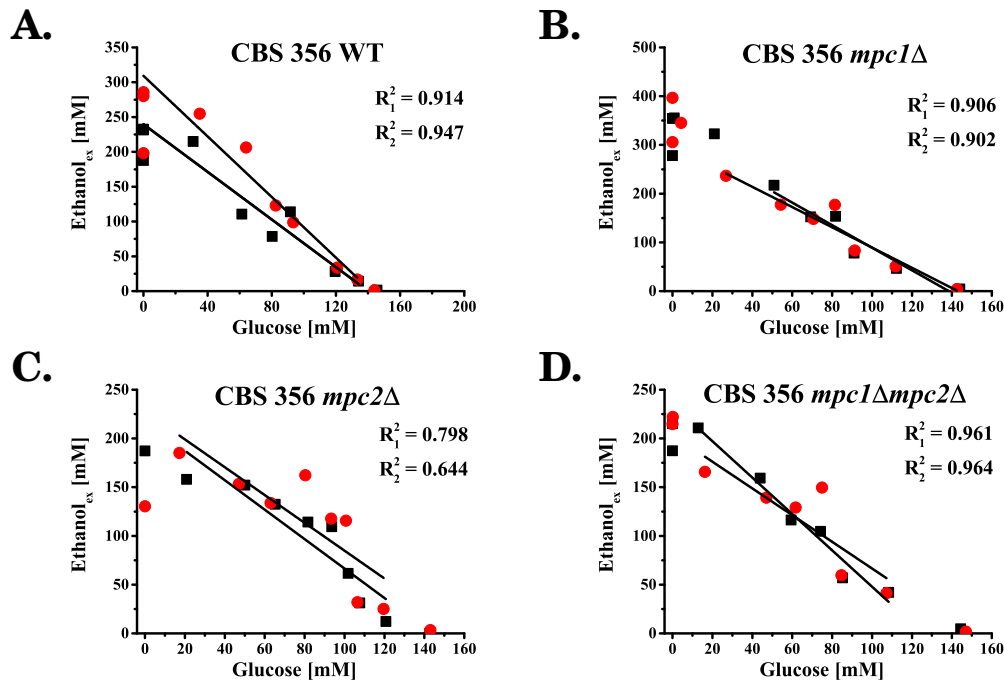 A.
CBS 356 WT
R₁² = 0.914
R₂² = 0.947
Ethanolₑₓ [mM]
350
300
250
200
150
100
50
0
0 40 80 120 160 200
Glucose [mM]
B.
CBS 356 mpc1Δ
R₁² = 0.906
R₂² = 0.902
Ethanolₑₓ [mM]
500
400
300
200
100
0
0 20 40 60 80 100 120 140 160
Glucose [mM]
C.
CBS 356 mpc2Δ
R₁² = 0.798
R₂² = 0.644
Ethanolₑₓ [mM]
250
200
150
100
50
0
0 20 40 60 80 100 120 140 160
Glucose [mM]
D.
CBS 356 mpc1Δmpc2Δ
R₁² = 0.961
R₂² = 0.964
Ethanolₑₓ [mM]
250
200
150
100
50
0
0 20 40 60 80 100 120 140 160
Glucose [mM]